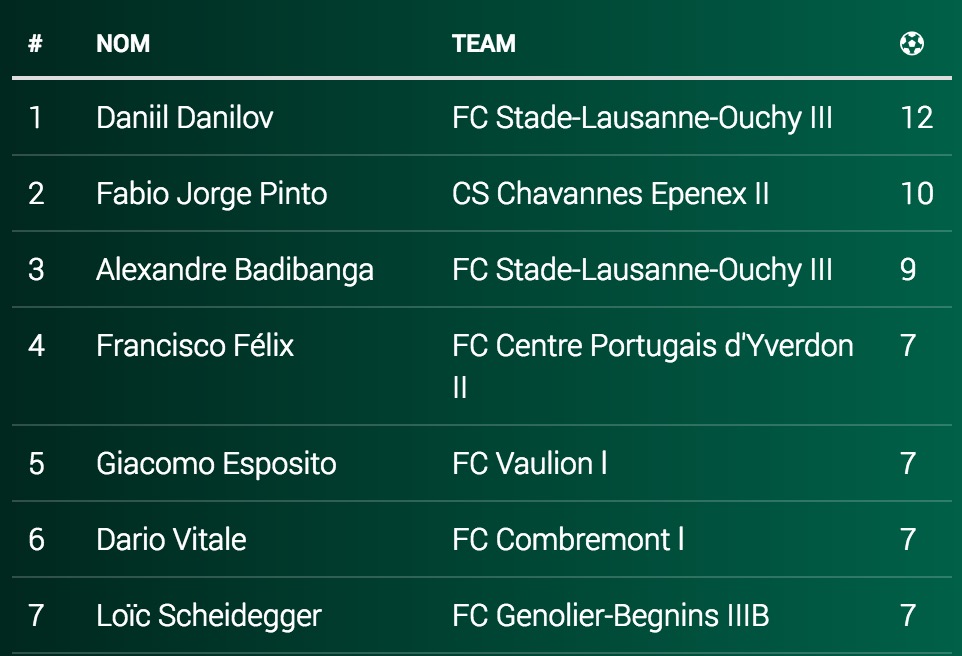 # NOM TEAM
1 Daniil Danilov FC Stade-Lausanne-Ouchy III 12
2 Fabio Jorge Pinto CS Chavannes Epenex II 10
3 Alexandre Badibanga FC Stade-Lausanne-Ouchy III 9
4 Francisco Félix FC Centre Portugais d'Yverdon 7
II
5 Giacomo Esposito FC Vaulion l 7
6 Dario Vitale FC Combremont l 7
7 Loïc Scheidegger FC Genolier-Begnins IIIB 7